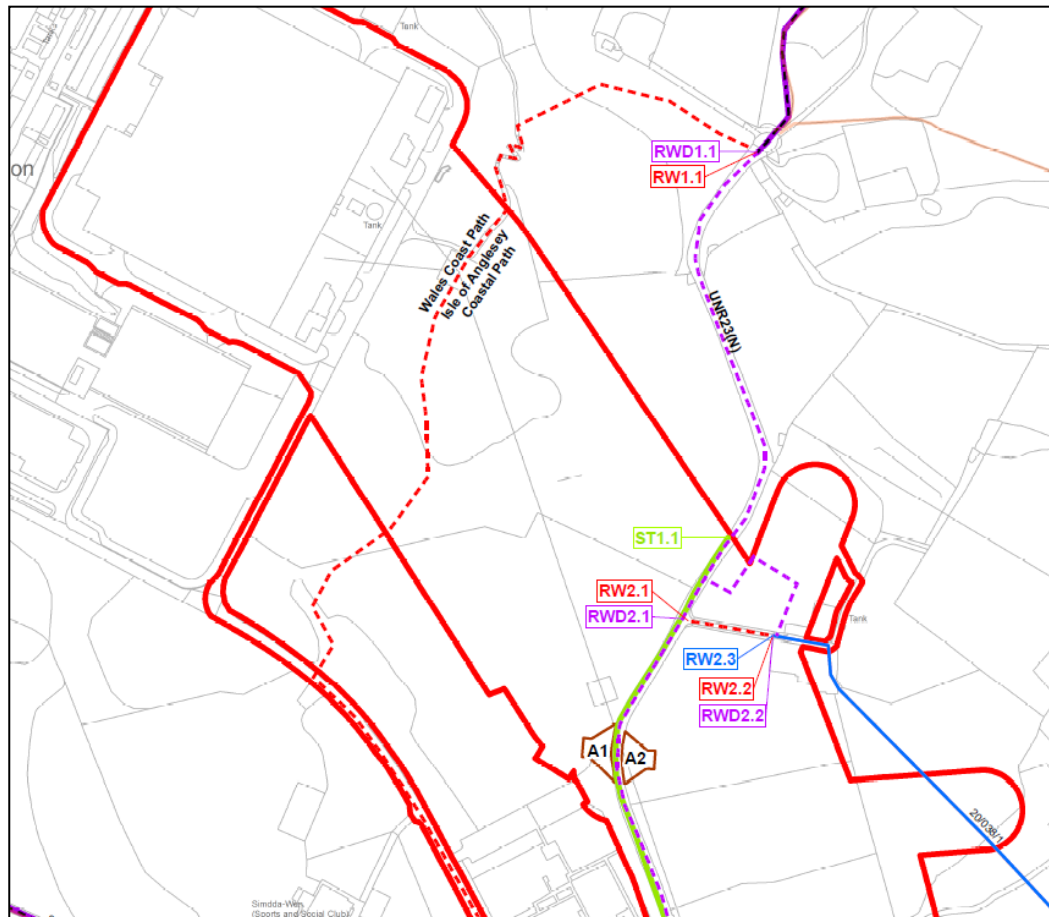 Tank
Tank
Tank
on
RWD1.1
RW1.1
Tank
Wales Coast Path
Isle of Anglesey
Coastal Path
UNR23(N)
ST1.1
RW2.1
RWD2.1
Tank
RW2.3
RW2.2
RWD2.2
A1
A2
20/038/1
Simdda-Wen
(Sports and Social Club)